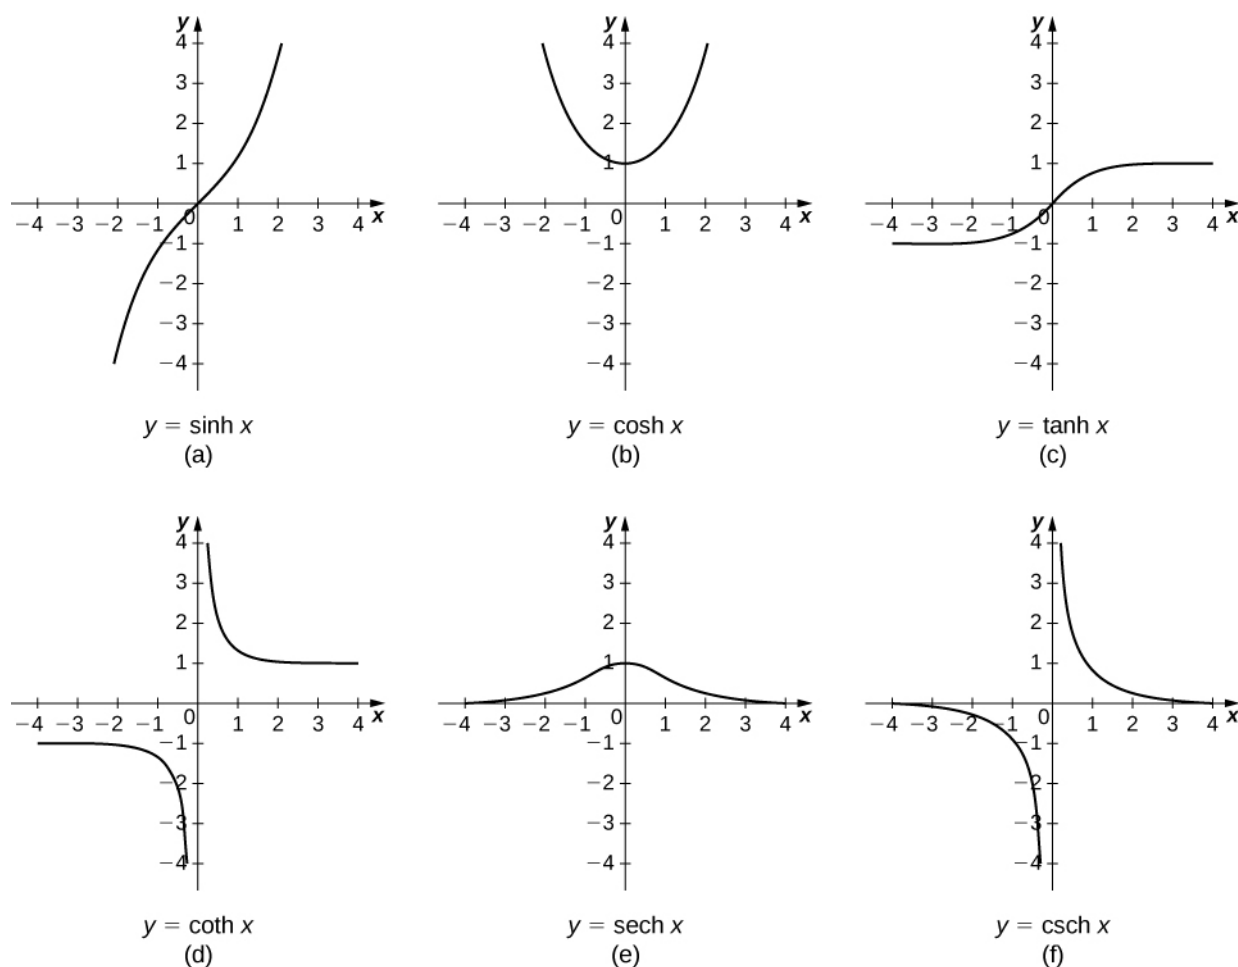 y
4
3
2
1
−4 −3 −2 −1 0 1 2 3 4 x
−1
−2
−3
−4
y = sinh x
(a)
y
4
3
2
1
−4 −3 −2 −1 0 1 2 3 4 x
−1
−2
−3
−4
y = cosh x
(b)
y
4
3
2
1
−4 −3 −2 −1 0 1 2 3 4 x
−1
−2
−3
−4
y = tanh x
(c)
y
4
3
2
1
−4 −3 −2 −1 0 1 2 3 4 x
−1
−2
−3
−4
y = coth x
(d)
y
4
3
2
1
−4 −3 −2 −1 0 1 2 3 4 x
−1
−2
−3
−4
y = sech x
(e)
y
4
3
2
1
−4 −3 −2 −1 0 1 2 3 4 x
−1
−2
−3
−4
y = csch x
(f)